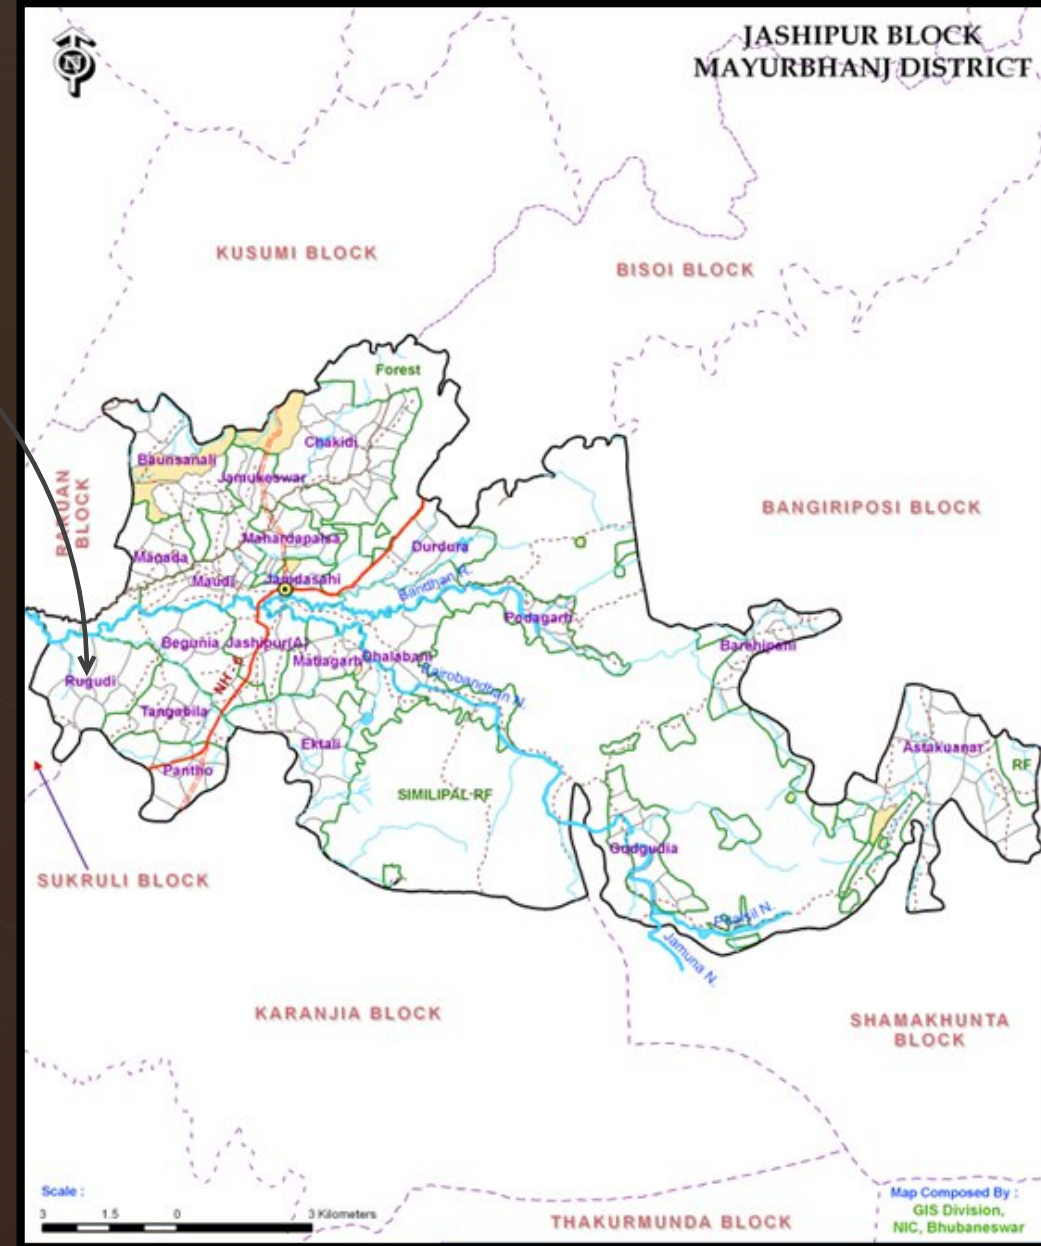 JASHIPUR BLOCK
MAYURBHANJ DISTRICT
N
KUSUMI BLOCK
BISOI BLOCK
Forest
Chakidi
Baunsanali
Jamukeswar
RARUAN
BLOCK
BANGIRIPOSI BLOCK
Mahardapalsa
Durdura
Manada
Maudi
Jamdasahi
Bandhan R.
Podagarh
Begunia
Jashipur(A)
Barehipani
Matiagarh
Dhalabani
Kairobandhan N.
Rugudi
NH 6
Tangabila
Ektali
Astakuanar
RF
Pantho
SIMILIPAL RF
Gudgudia
SUKRULI BLOCK
Jamuna N.
KARANJIA BLOCK
SHAMAKHUNTA
BLOCK
Scale :
3 1.5 0 3 Kilometers
Map Composed By :
GIS Division,
NIC, Bhubaneswar
THAKURMUNDA BLOCK